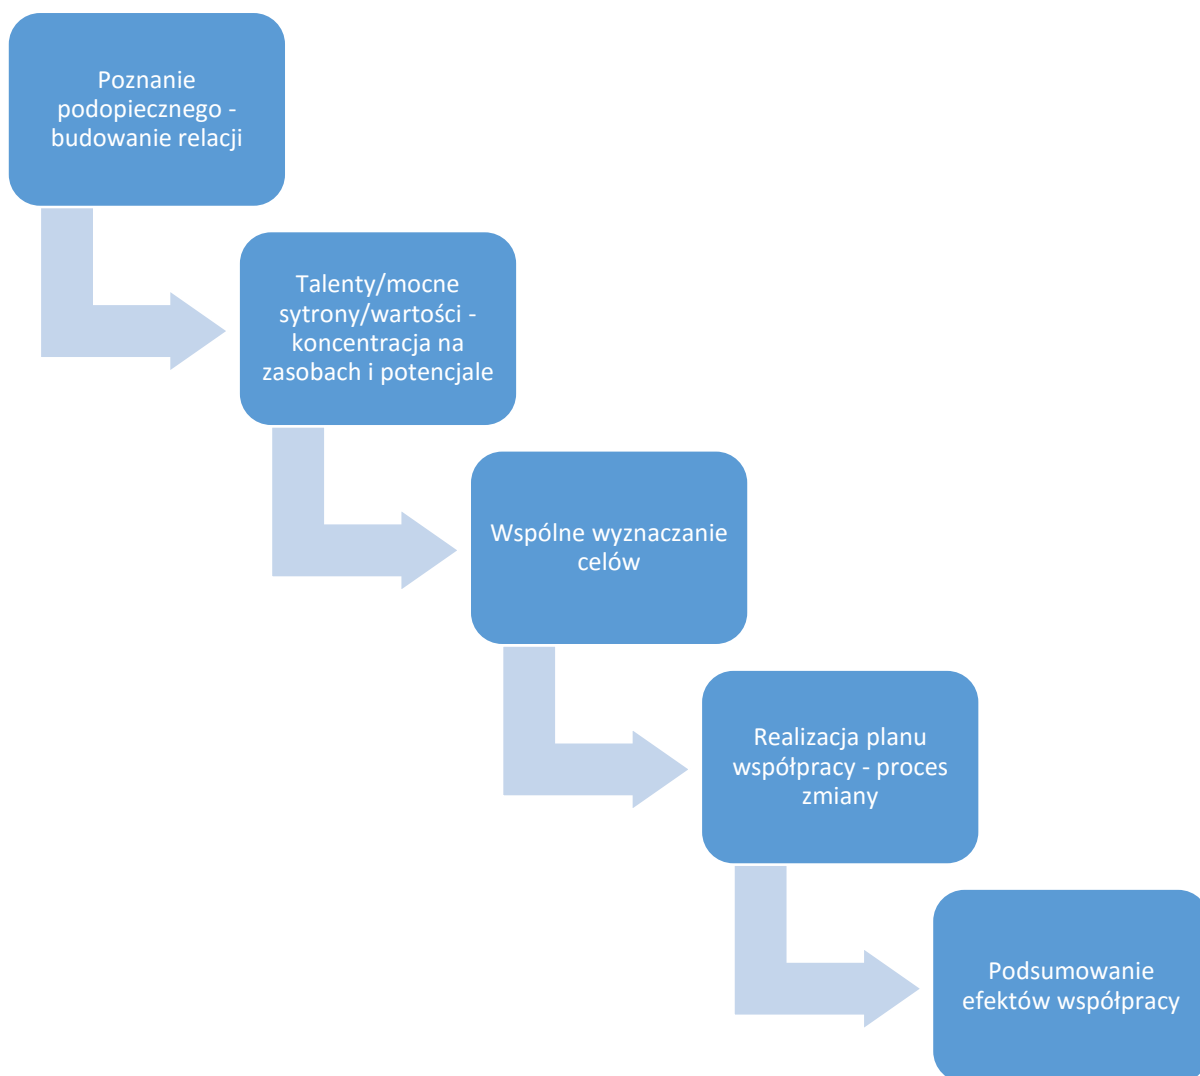 Poznanie
podopiecznego -
budowanie relacji
Talenty/mocne
sytrony/wartości -
koncentracja na
zasobach i potencjale
Wspólne wyznaczanie
celów
Realizacja planu
współpracy - proces
zmiany
Podsumowanie
efektów współpracy